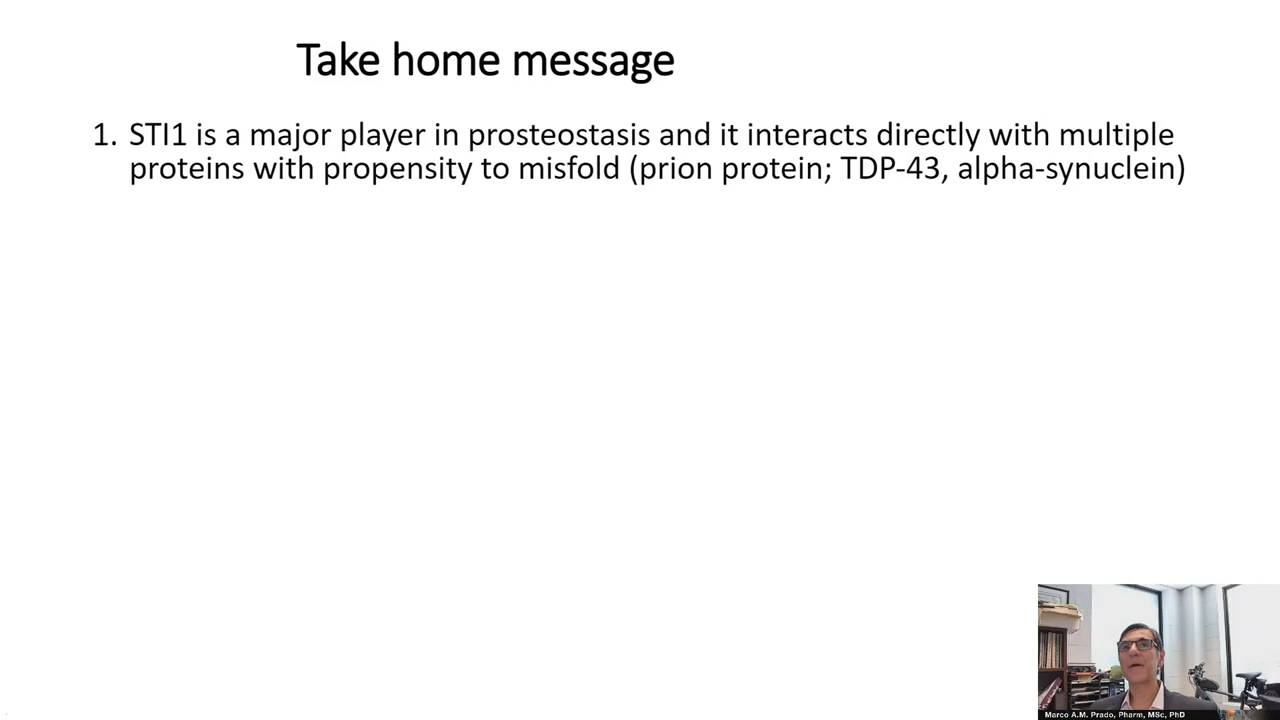 Take home message
1. STI1 is a major player in prosteostasis and it interacts directly with multiple
proteins with propensity to misfold (prion protein; TDP-43, alpha-synuclein)
Marco A.M. Prado, Pharm, MSc, PhD